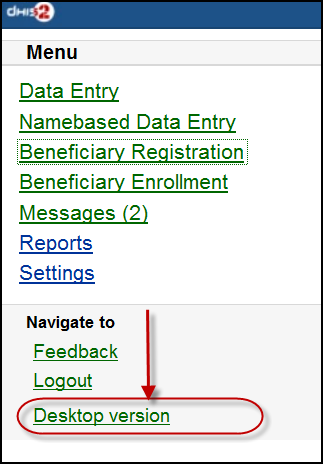 dhis2
Menu
Data Entry
Namebased Data Entry
Beneficiary Registration
Beneficiary Enrollment
Messages (2)
Reports
Settings
Navigate to
Feedback
Logout
Desktop version